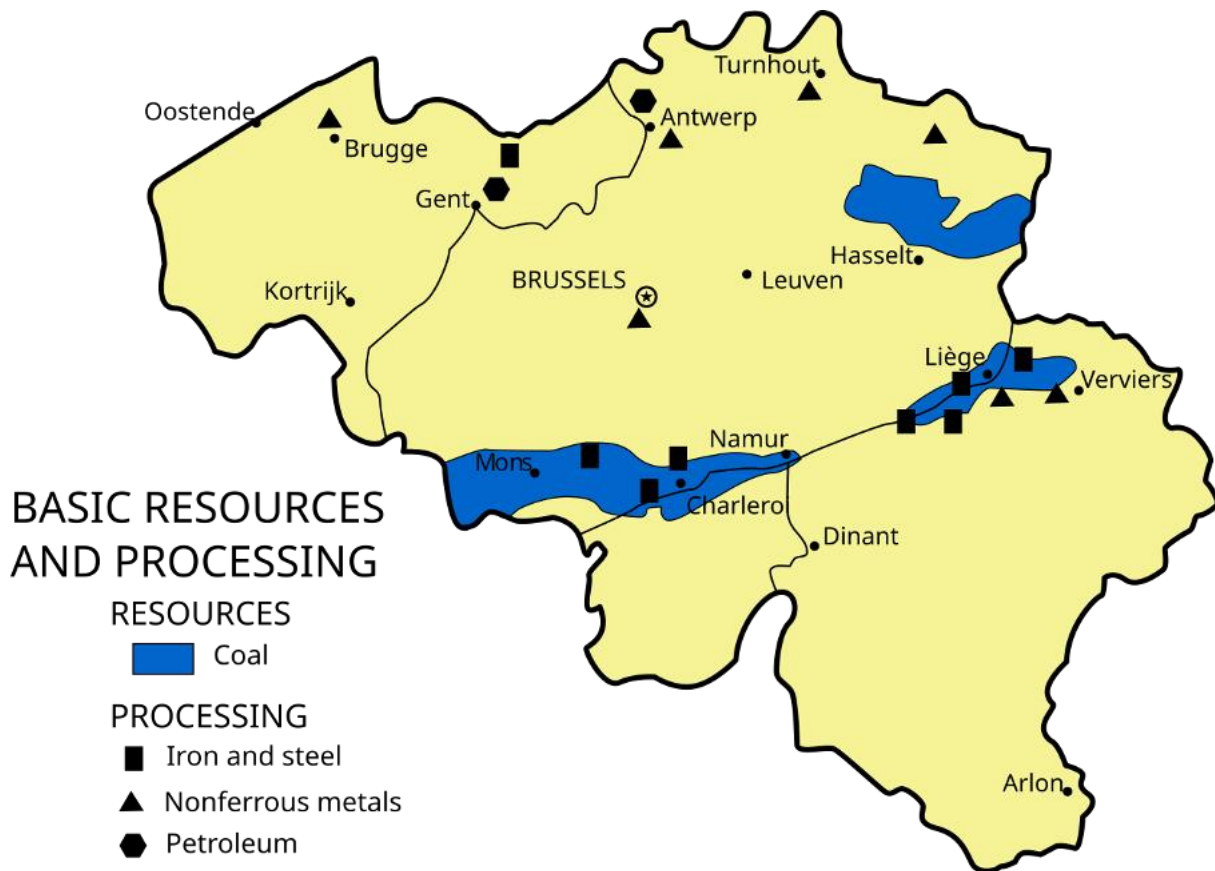 Turnhout
Oostende
Antwerp
Brugge
Gent
Hasselt
BRUSSELS
Leuven
Kortrijk
Liège
Verviers
Namur
Mons
Charleroi
Dinant
Arlon
BASIC RESOURCES
AND PROCESSING
RESOURCES
Coal
PROCESSING
Iron and steel
Nonferrous metals
Petroleum